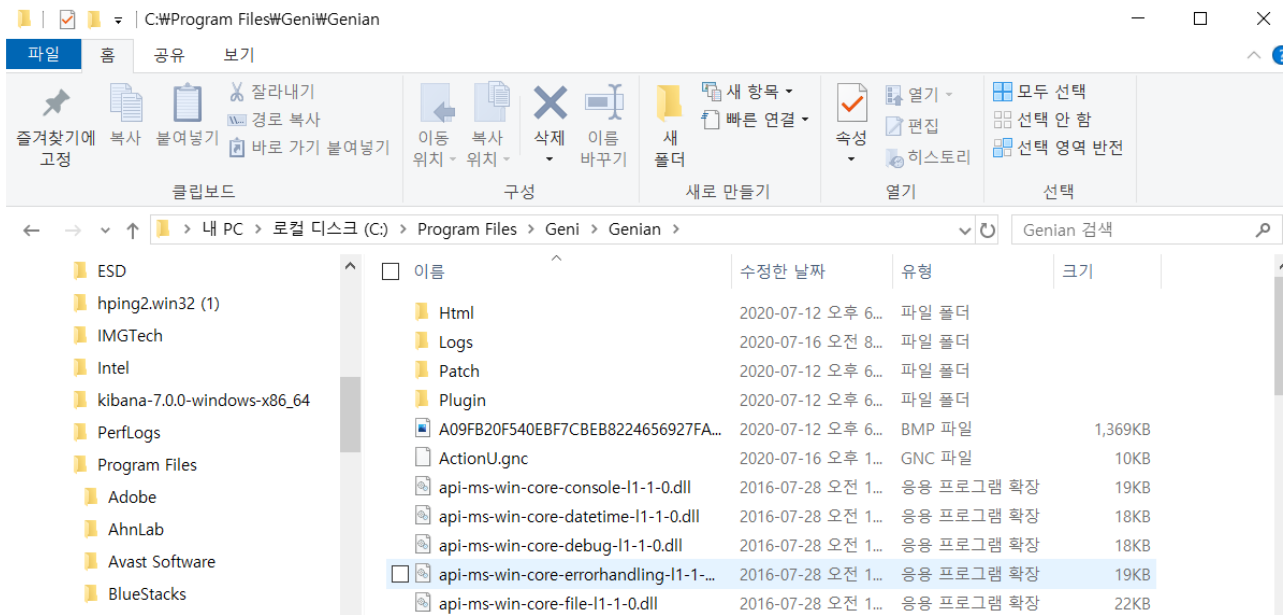 C:₩Program Files₩Geni₩Genian
파일 홈 공유 보기
즐겨찾기에 고정
복사
붙여넣기
잘라내기
경로 복사
바로 가기 붙여넣기
클립보드
이동 위치
복사 위치
삭제
이름 바꾸기
구성
새 폴더
새 항목
빠른 연결
새로 만들기
속성
열기
편집
히스토리
열기
모두 선택
선택 안 함
선택 영역 반전
선택
내 PC > 로컬 디스크 (C:) > Program Files > Geni > Genian >
Genian 검색
ESD
hping2.win32 (1)
IMGTech
Intel
kibana-7.0.0-windows-x86_64
PerfLogs
Program Files
Adobe
AhnLab
Avast Software
BlueStacks
이름 수정한 날짜 유형 크기
Html 2020-07-12 오후 6... 파일 폴더
Logs 2020-07-16 오전 8... 파일 폴더
Patch 2020-07-12 오후 6... 파일 폴더
Plugin 2020-07-12 오후 6... 파일 폴더
A09FB20F540EBF7CBEB8224656927FA... 2020-07-12 오후 6... BMP 파일 1,369KB
ActionU.gnc 2020-07-16 오후 1... GNC 파일 10KB
api-ms-win-core-console-l1-1-0.dll 2016-07-28 오전 1... 응용 프로그램 확장 19KB
api-ms-win-core-datetime-l1-1-0.dll 2016-07-28 오전 1... 응용 프로그램 확장 18KB
api-ms-win-core-debug-l1-1-0.dll 2016-07-28 오전 1... 응용 프로그램 확장 18KB
api-ms-win-core-errorhandling-l1-1-... 2016-07-28 오전 1... 응용 프로그램 확장 19KB
api-ms-win-core-file-l1-1-0.dll 2016-07-28 오전 1... 응용 프로그램 확장 22KB